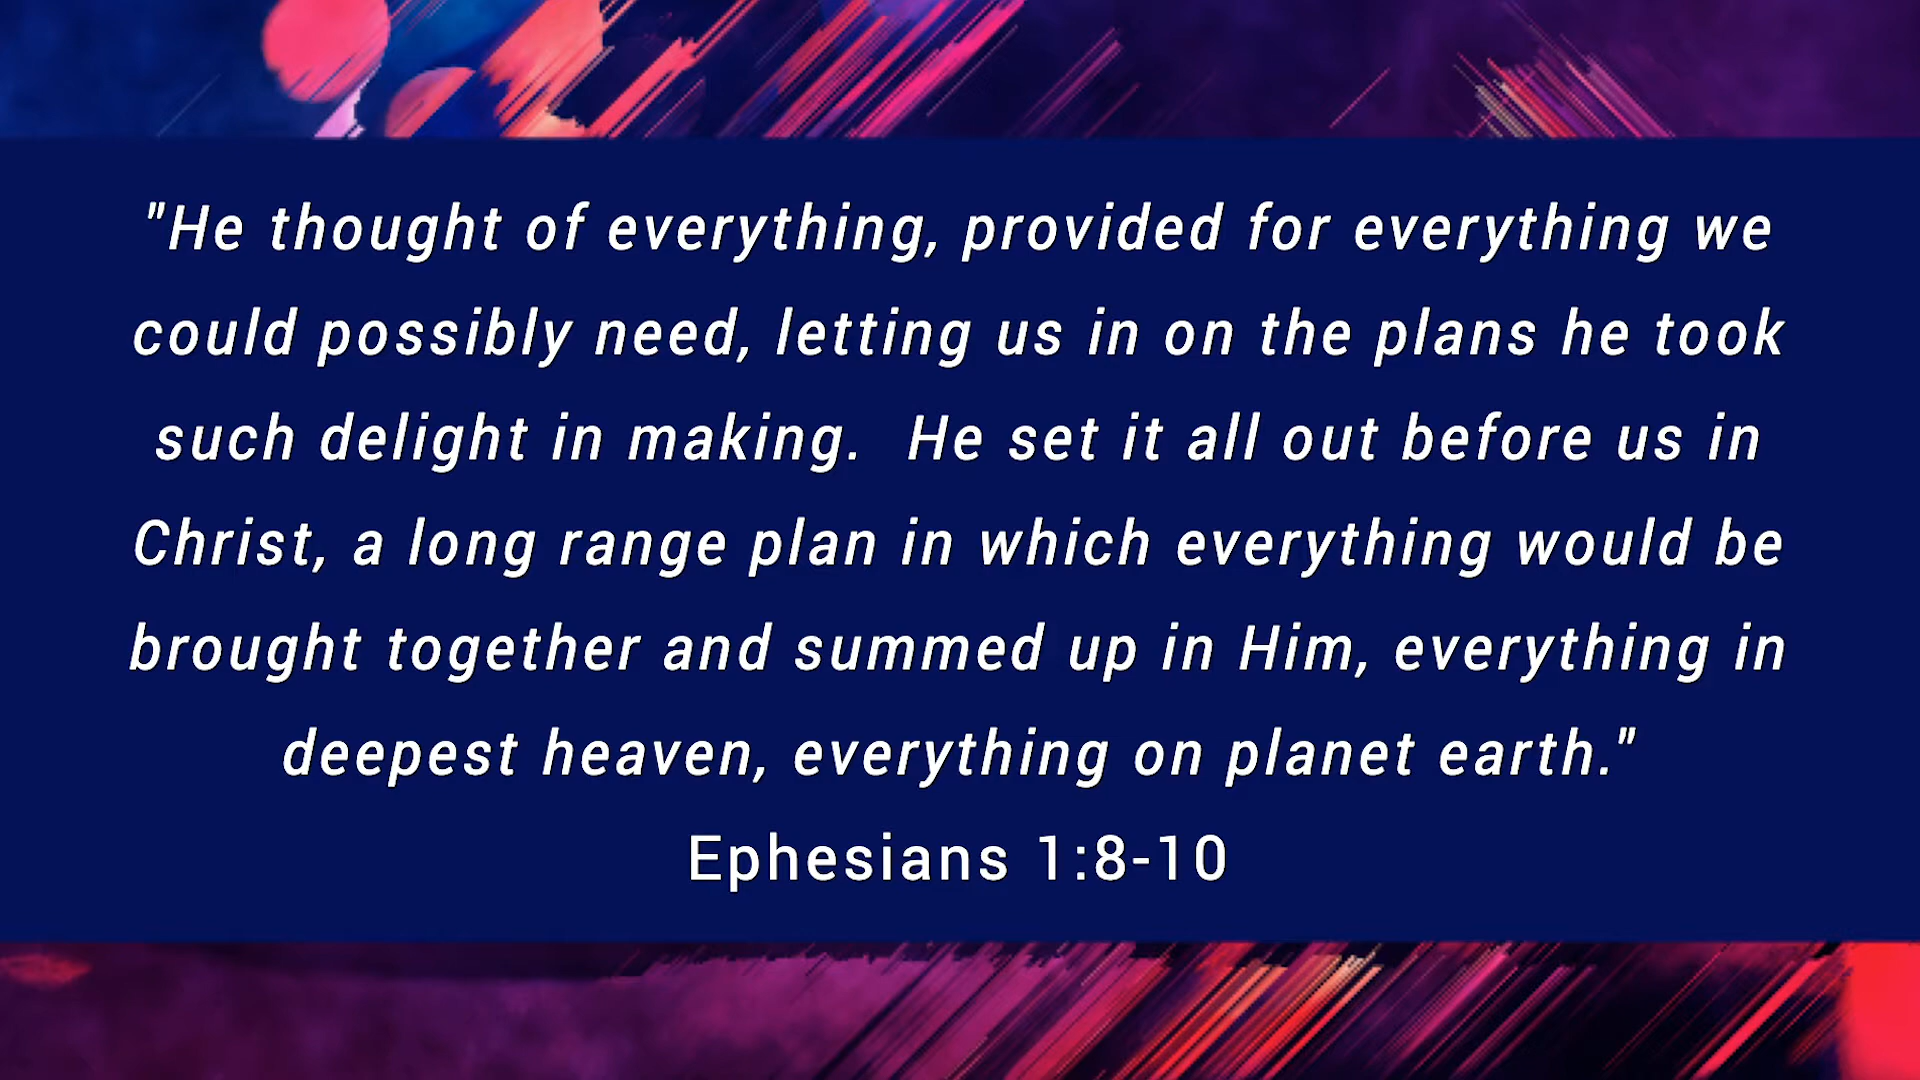 "He thought of everything, provided for everything we
could possibly need, letting us in on the plans he took
such delight in making.  He set it all out before us in
Christ, a long range plan in which everything would be
brought together and summed up in Him, everything in
deepest heaven, everything on planet earth."
Ephesians 1:8-10